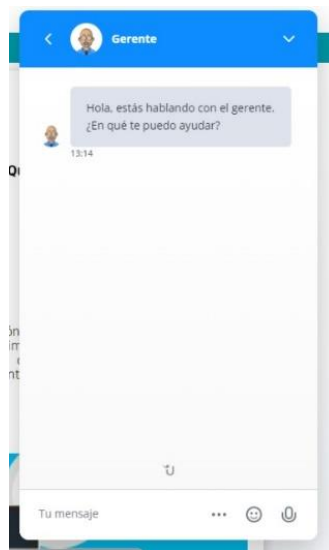 Gerente
Hola, estás hablando con el gerente.
¿En qué te puedo ayudar?
13:14
Tu mensaje